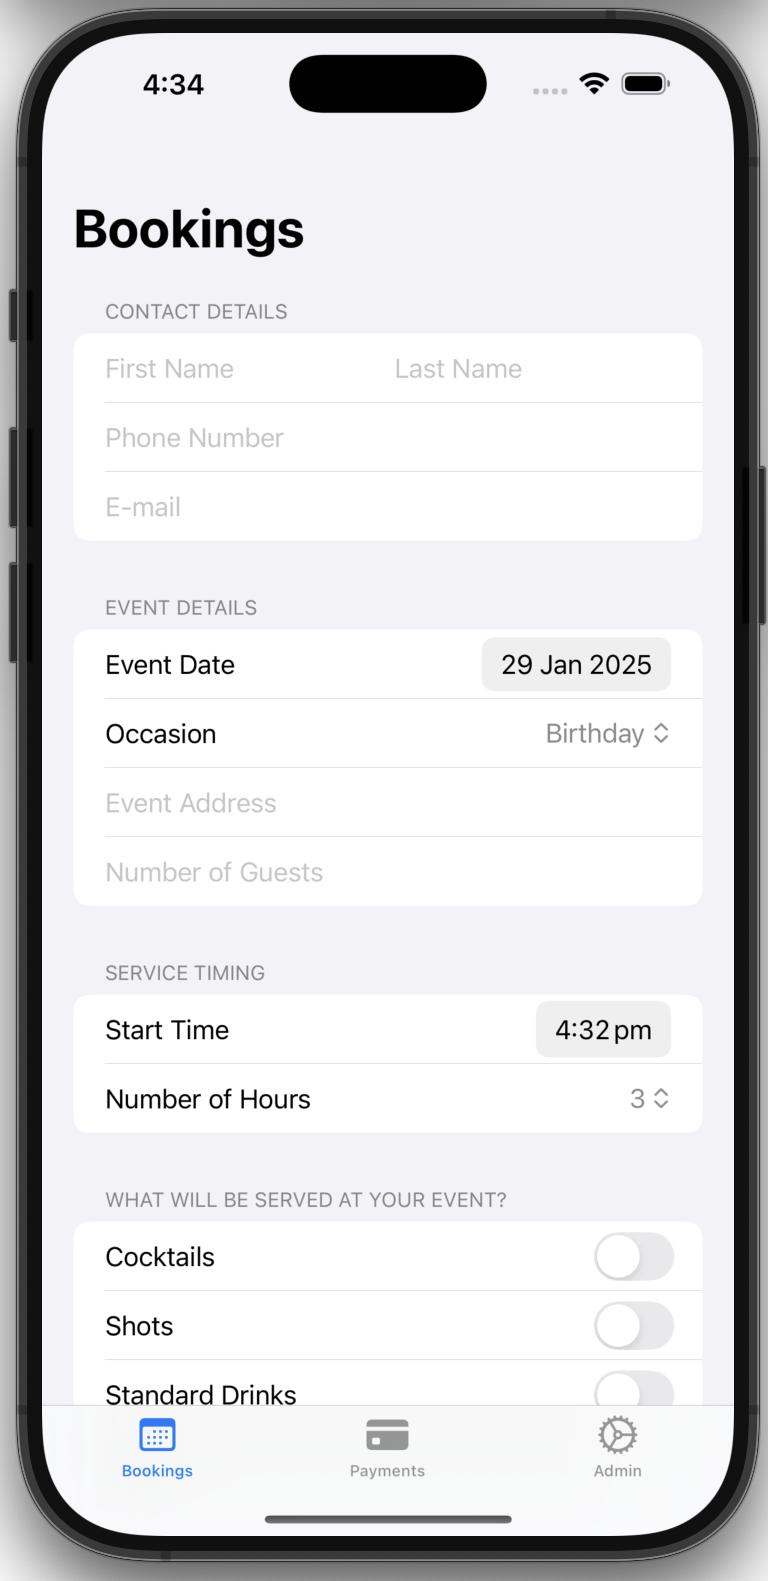 4:34
Bookings
CONTACT DETAILS
First Name Last Name
Phone Number
E-mail
EVENT DETAILS
Event Date 29 Jan 2025
Occasion Birthday
Event Address
Number of Guests
SERVICE TIMING
Start Time 4:32 pm
Number of Hours 3
WHAT WILL BE SERVED AT YOUR EVENT?
Cocktails
Shots
Standard Drinks
Bookings Payments Admin